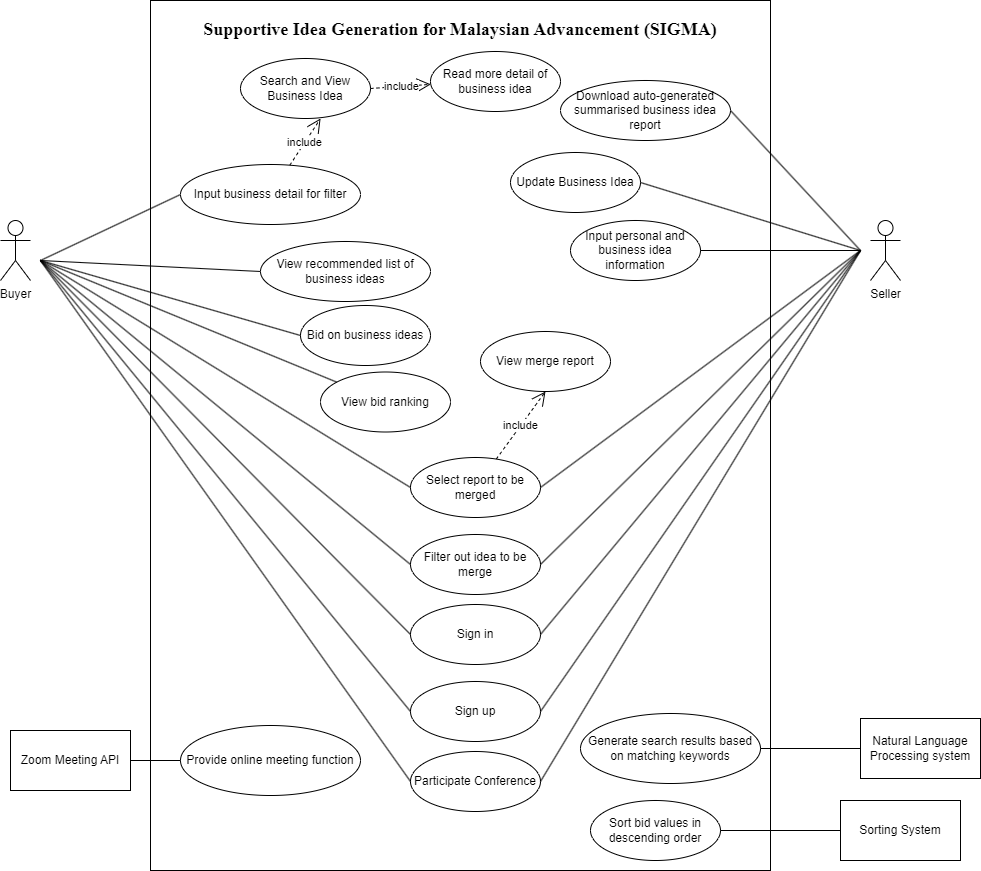 Supportive Idea Generation for Malaysian Advancement (SIGMA)
Search and View
Business Idea
include
Read more detail of
business idea
Download auto-generated
summarised business idea
report
include
Input business detail for filter
Update Business Idea
Input personal and
business idea
information
Buyer
Seller
View recommended list of
business ideas
Bid on business ideas
View merge report
View bid ranking
include
Select report to be
merged
Filter out idea to be
merge
Sign in
Sign up
Zoom Meeting API
Provide online meeting function
Participate Conference
Generate search results based
on matching keywords
Natural Language
Processing system
Sort bid values in
descending order
Sorting System